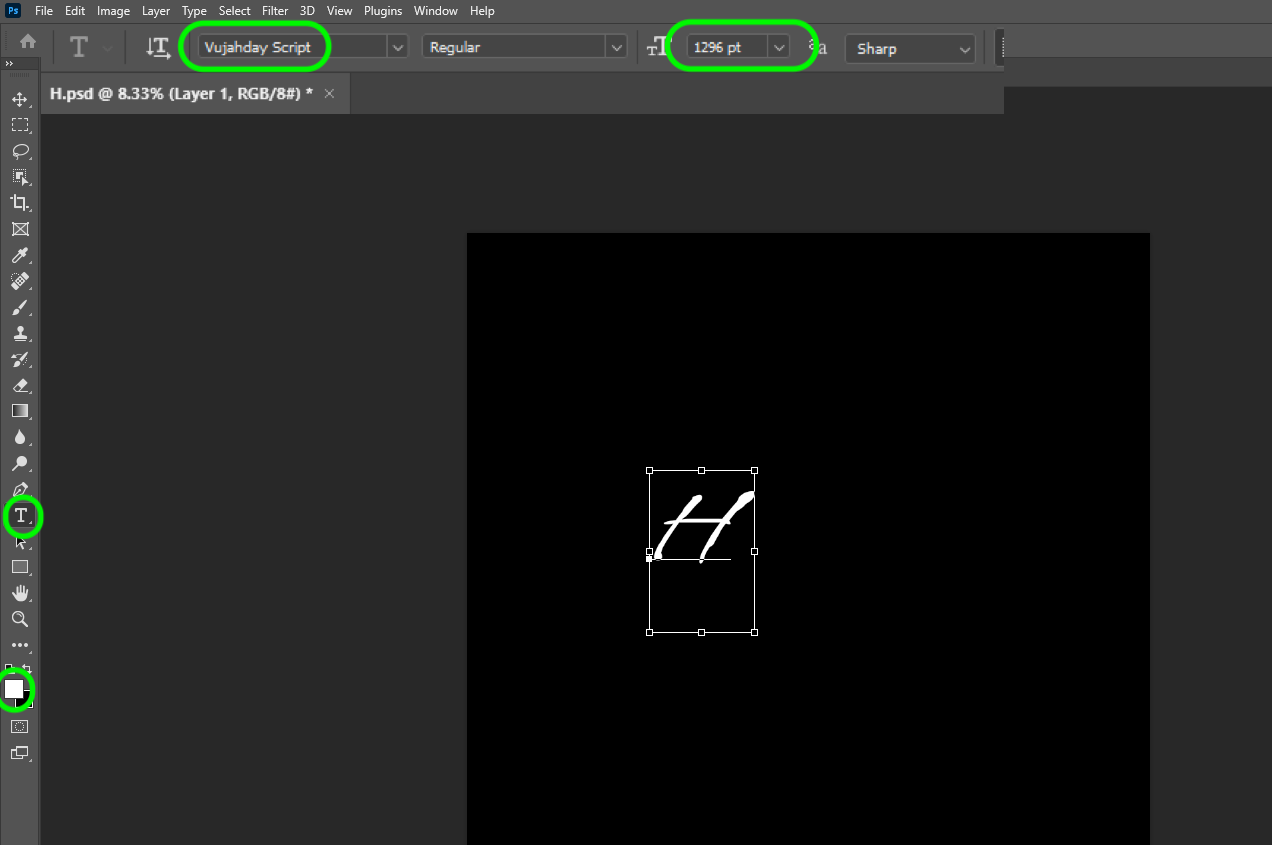 Ps File Edit Image Layer Type Select Filter 3D View Plugins Window Help
T T Vujahday Script Regular TT 1296 pt aa Sharp
H.psd @ 8.33% (Layer 1, RGB/8#) * ×
H
T